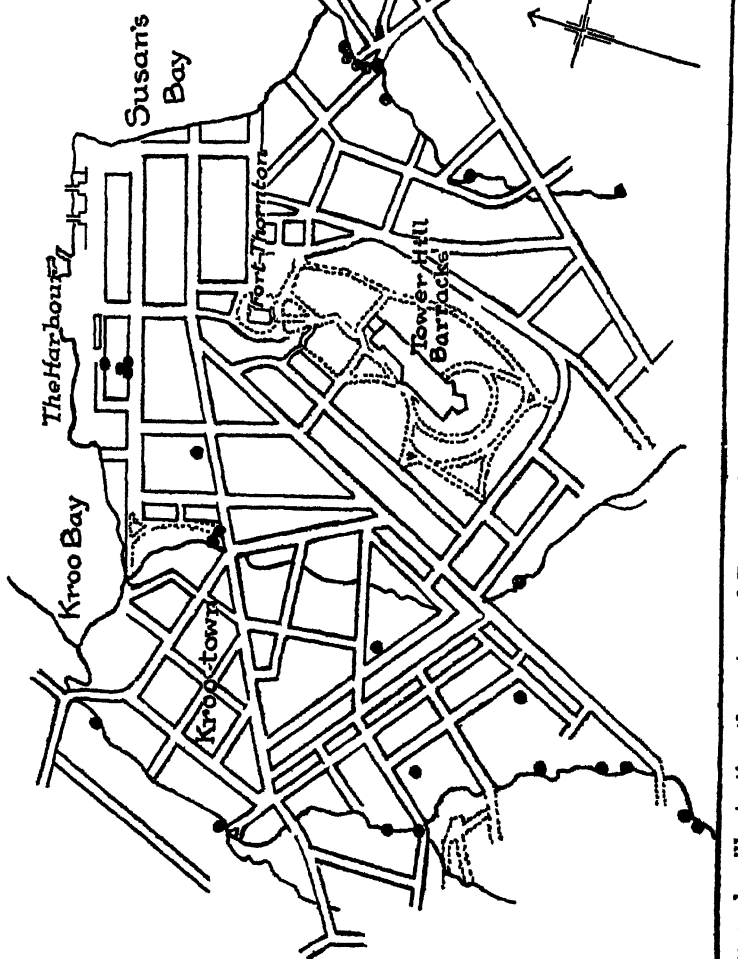 Susan's
Bay
The Harbour
Fort Thornton
Tower Hill
Barracks
Kroo Bay
Kroo-town